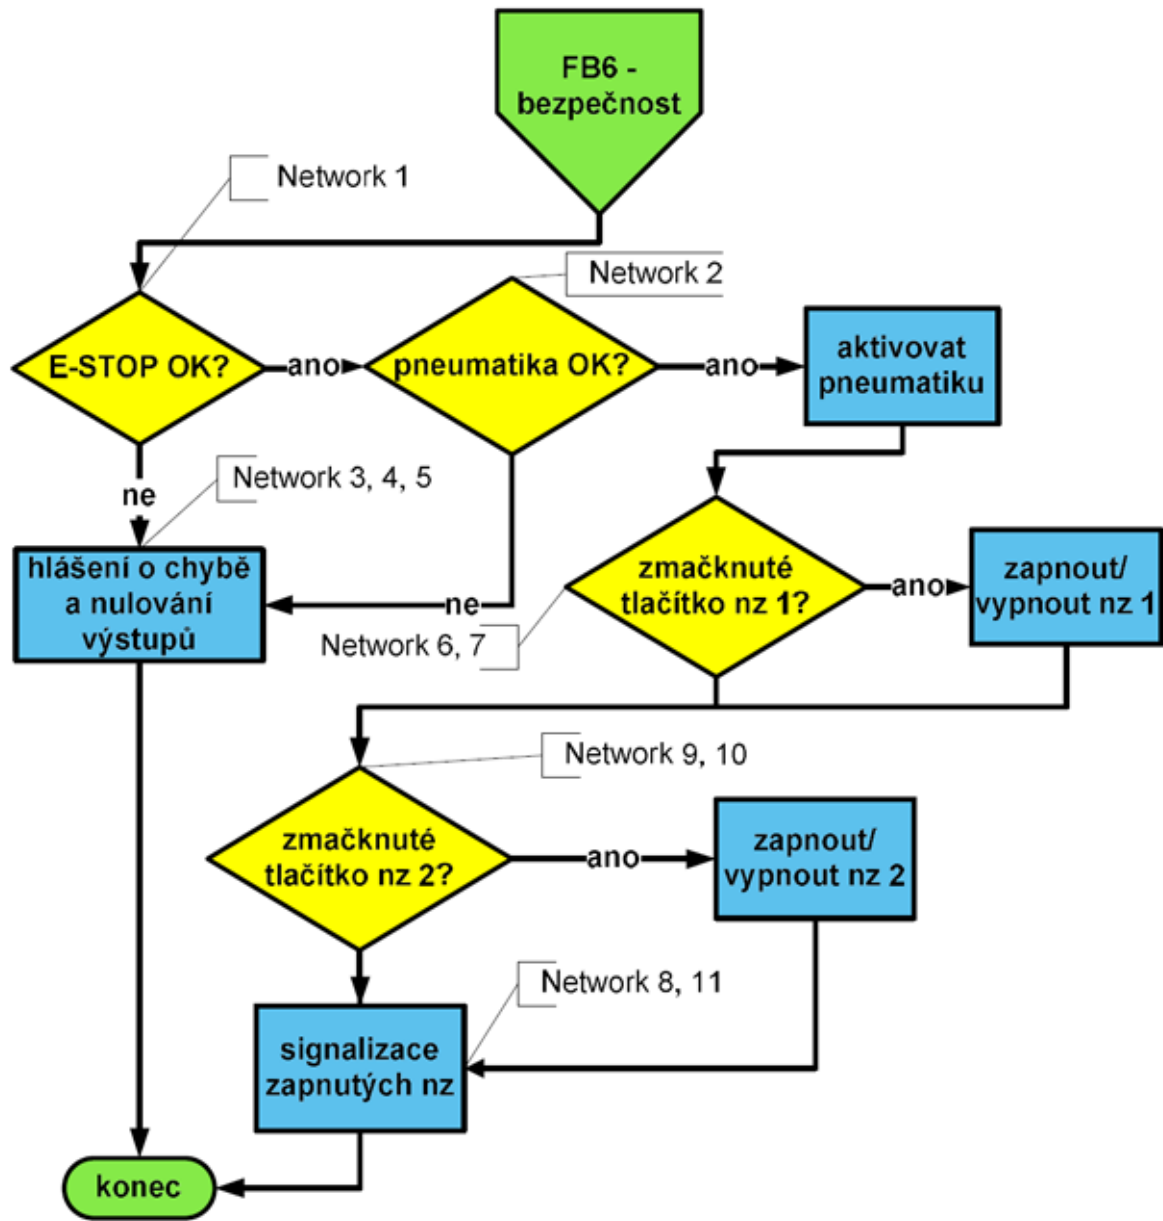 FB6 -
bezpečnost
Network 1
Network 2
E-STOP OK?
ano
pneumatika OK?
ano
aktivovat
pneumatiku
ne
Network 3, 4, 5
hlášení o chybě
a nulování
výstupů
ne
zmačknuté
tlačítko nz 1?
ano
zapnout/
vypnout nz 1
Network 6, 7
Network 9, 10
zmačknuté
tlačítko nz 2?
ano
zapnout/
vypnout nz 2
Network 8, 11
signalizace
zapnutých nz
konec